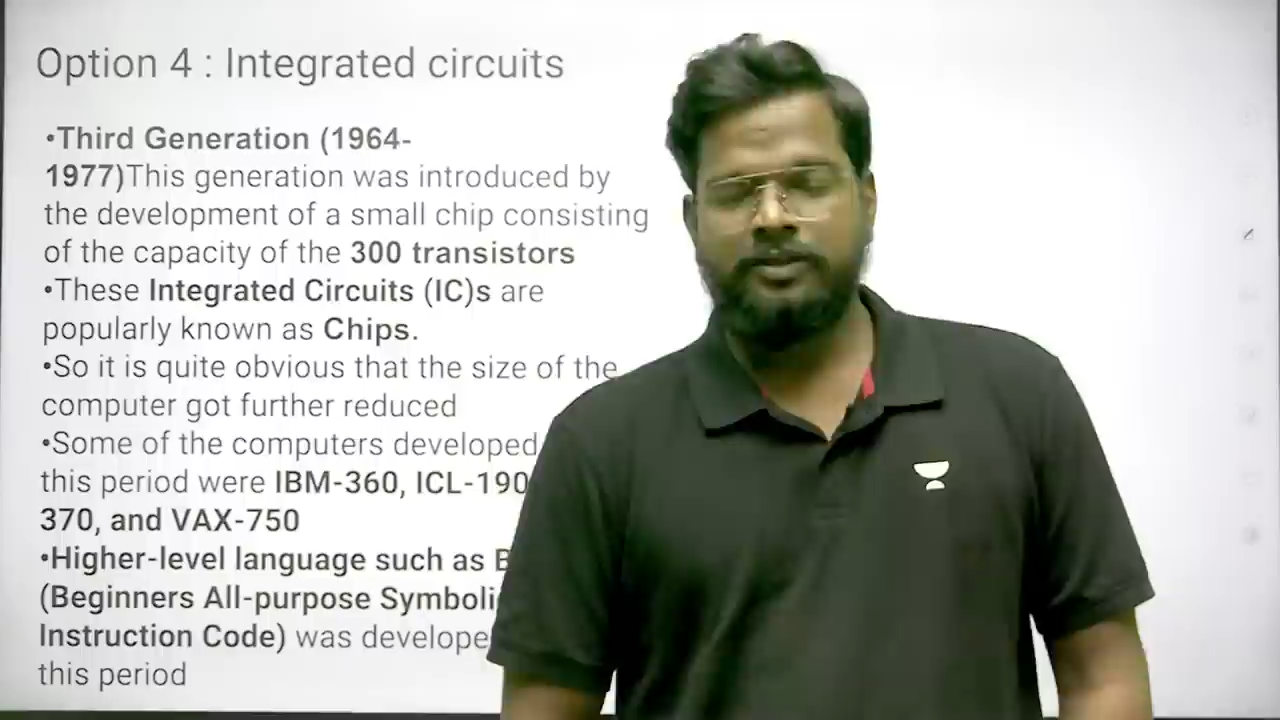 Option 4 : Integrated circuits
•Third Generation (1964-
1977)This generation was introduced by
the development of a small chip consisting
of the capacity of the 300 transistors
•These Integrated Circuits (IC)s are
popularly known as Chips.
•So it is quite obvious that the size of the
computer got further reduced
•Some of the computers developed
this period were IBM-360, ICL-190
370, and VAX-750
•Higher-level language such as B
(Beginners All-purpose Symboli
Instruction Code) was develope
this period